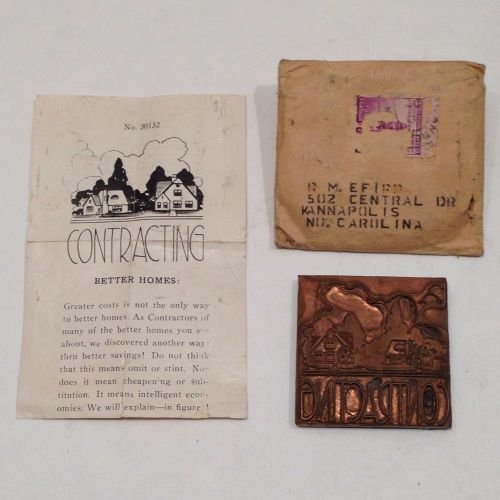 No. 30132
CONTRACTING
BETTER HOMES:
Greater costs is not the only way
to better homes. As Contractors of
many of the better homes you see
about, we discovered another way:
thru better savings! Do not think
that this means omit or stint. Nor
does it mean cheapening or sub-
stitution. It means intelligent econ-
omies. We will explain—in figures!
R. M. EFIRD
502 CENTRAL DR
KANNAPOLIS
NO. CAROLINA
CONTRACTING